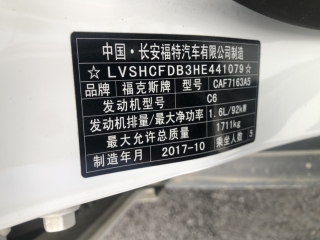 中国·长安福特汽车有限公司制造
☆LVSHCFDB3HE441079☆
品牌 福克斯牌 型号 CAF7163A5
发动机型号 C6
发动机排量/最大净功率 1.6L/92kW
最大允许总质量 1711kg
制造年月 2017-10 乘坐人数 5